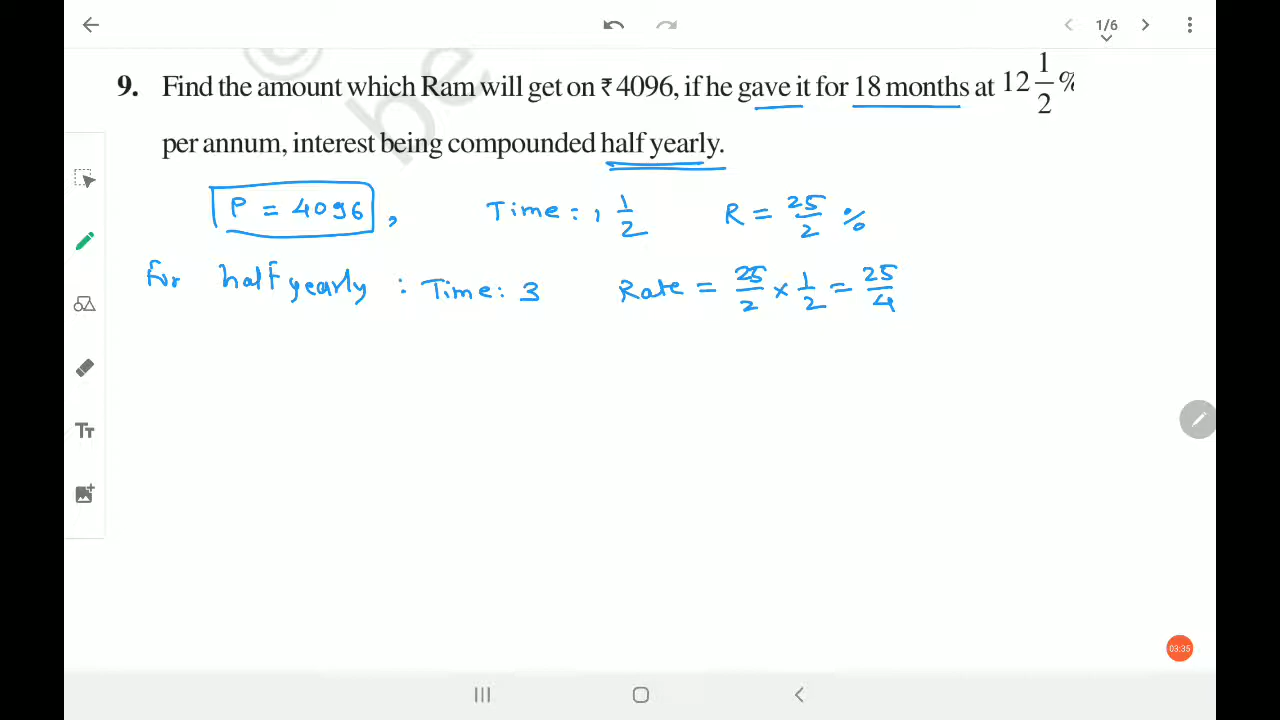 1/6
9. Find the amount which Ram will get on ₹ 4096, if he gave it for 18 months at 12 1/2 %
per annum, interest being compounded half yearly.
P = 4096, Time : 1 1/2 R = 25/2 %
For half yearly : Time : 3 Rate = 25/2 × 1/2 = 25/4
Tт
03:35